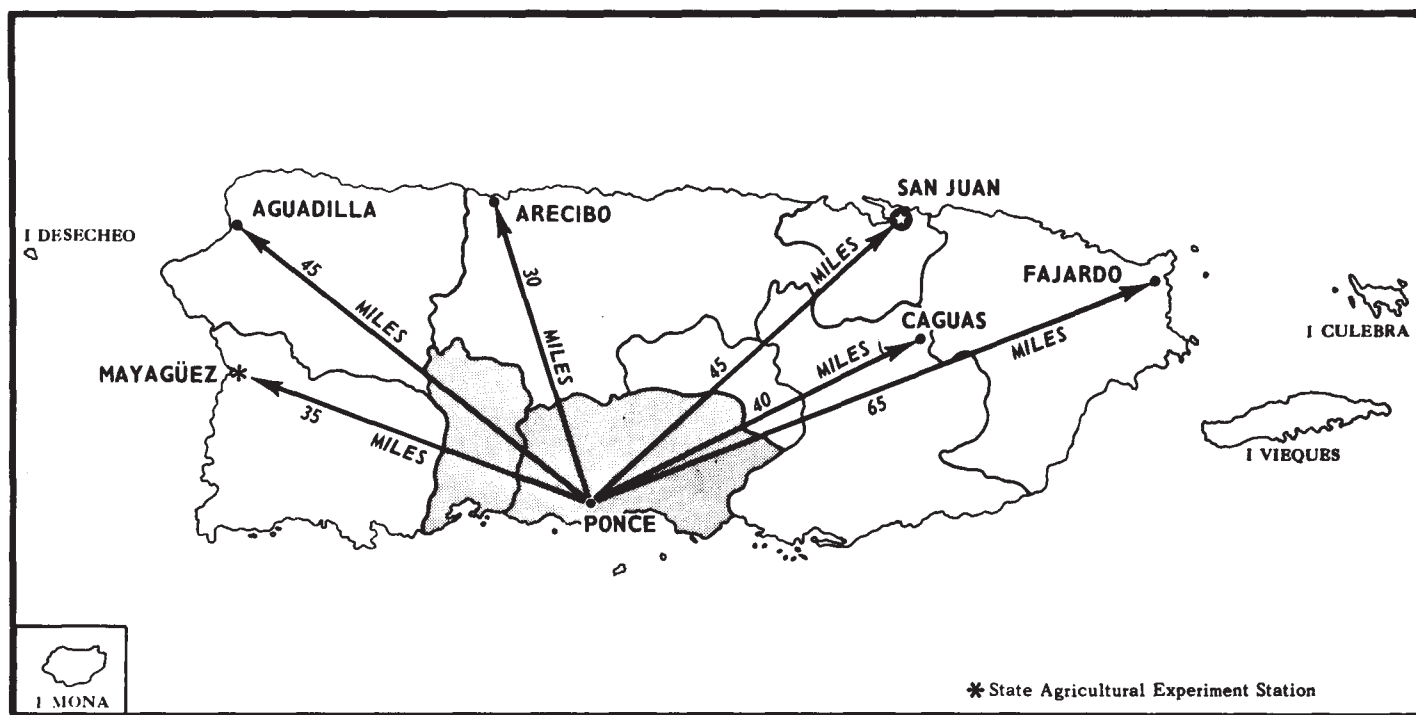 SAN JUAN
AGUADILLA
ARECIBO
I DESECHEO
45
MILES
30
MILES
MILES
45
FAJARDO
MILES
65
I CULEBRA
CAGUAS
MILES
40
MAYAGÜEZ
35
MILES
I VIEQUES
PONCE
I MONA
* State Agricultural Experiment Station